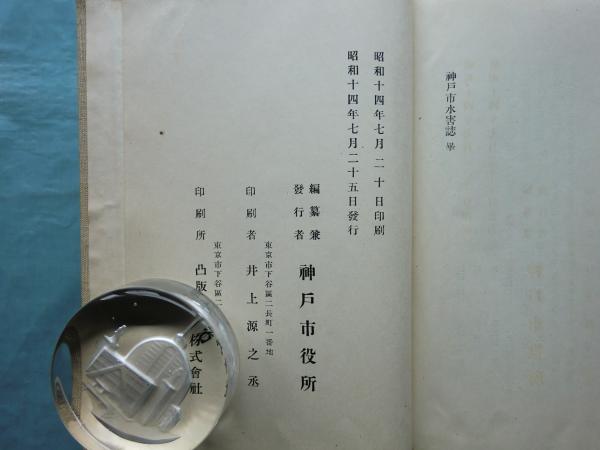 神戸市水害誌 畢
昭和十四年七月二十日印刷
昭和十四年七月二十五日發行
編纂兼
發行者
神戸市役所
東京市下谷區二長町一番地
印刷者 井上源之丞
東京市下谷區二
印刷所 凸版
株式會社